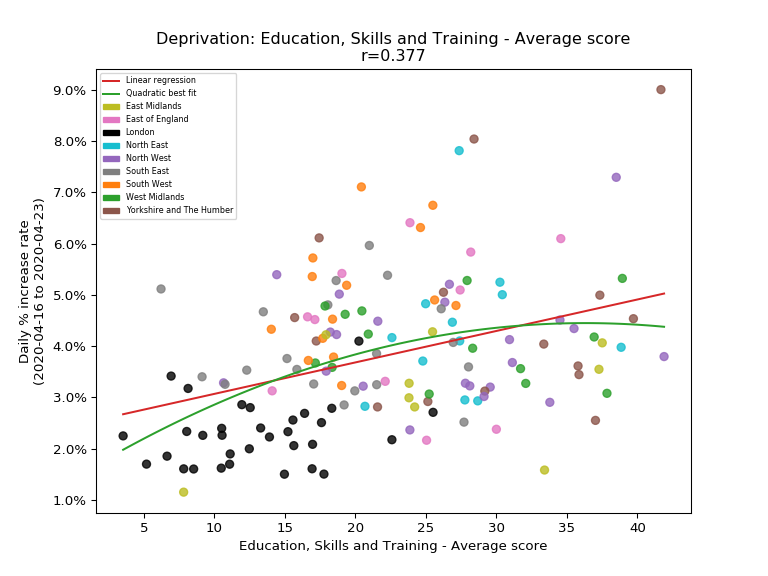 Deprivation: Education, Skills and Training - Average score
r=0.377
Linear regression
Quadratic best fit
East Midlands
East of England
London
North East
North West
South East
South West
West Midlands
Yorkshire and The Humber
9.0%
8.0%
7.0%
6.0%
5.0%
4.0%
3.0%
2.0%
1.0%
Daily % increase rate
(2020-04-16 to 2020-04-23)
5 10 15 20 25 30 35 40
Education, Skills and Training - Average score